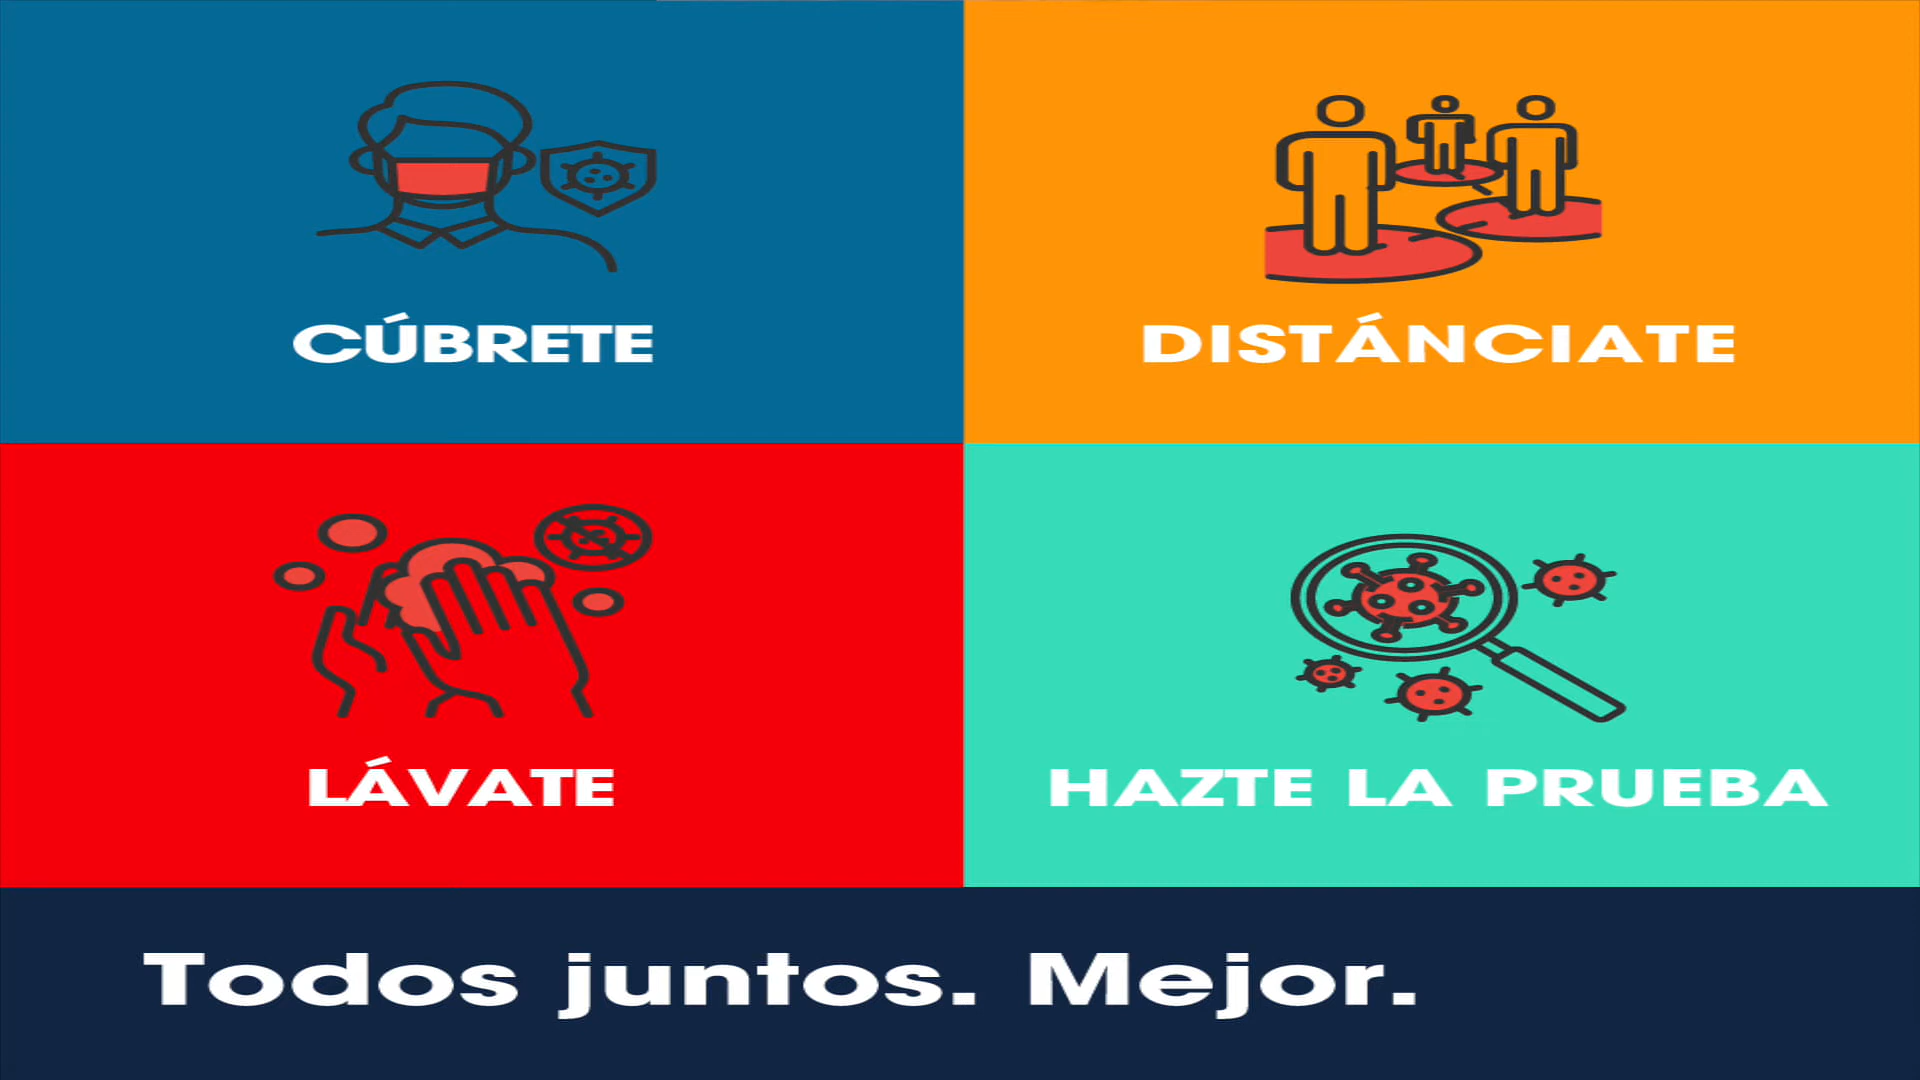 CÚBRETE
DISTÁNCIATE
LÁVATE
HAZTE LA PRUEBA
Todos juntos. Mejor.